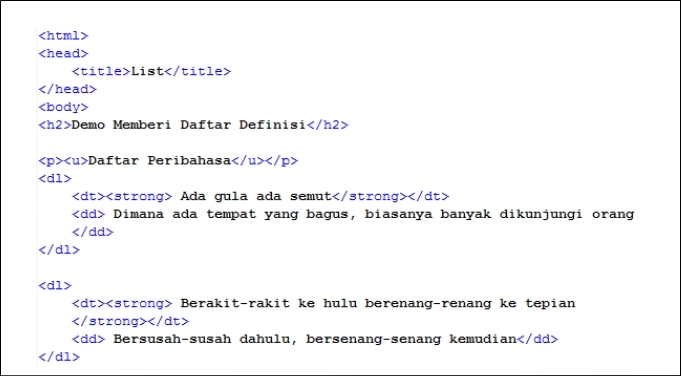 <html>
<head>
<title>List</title>
</head>
<body>
<h2>Demo Memberi Daftar Definisi</h2>
<p><u>Daftar Peribahasa</u></p>
<dl>
<dt><strong> Ada gula ada semut</strong></dt>
<dd> Dimana ada tempat yang bagus, biasanya banyak dikunjungi orang
</dd>
</dl>
<dl>
<dt><strong> Berakit-rakit ke hulu berenang-renang ke tepian
</strong></dt>
<dd> Bersusah-susah dahulu, bersenang-senang kemudian</dd>
</dl>